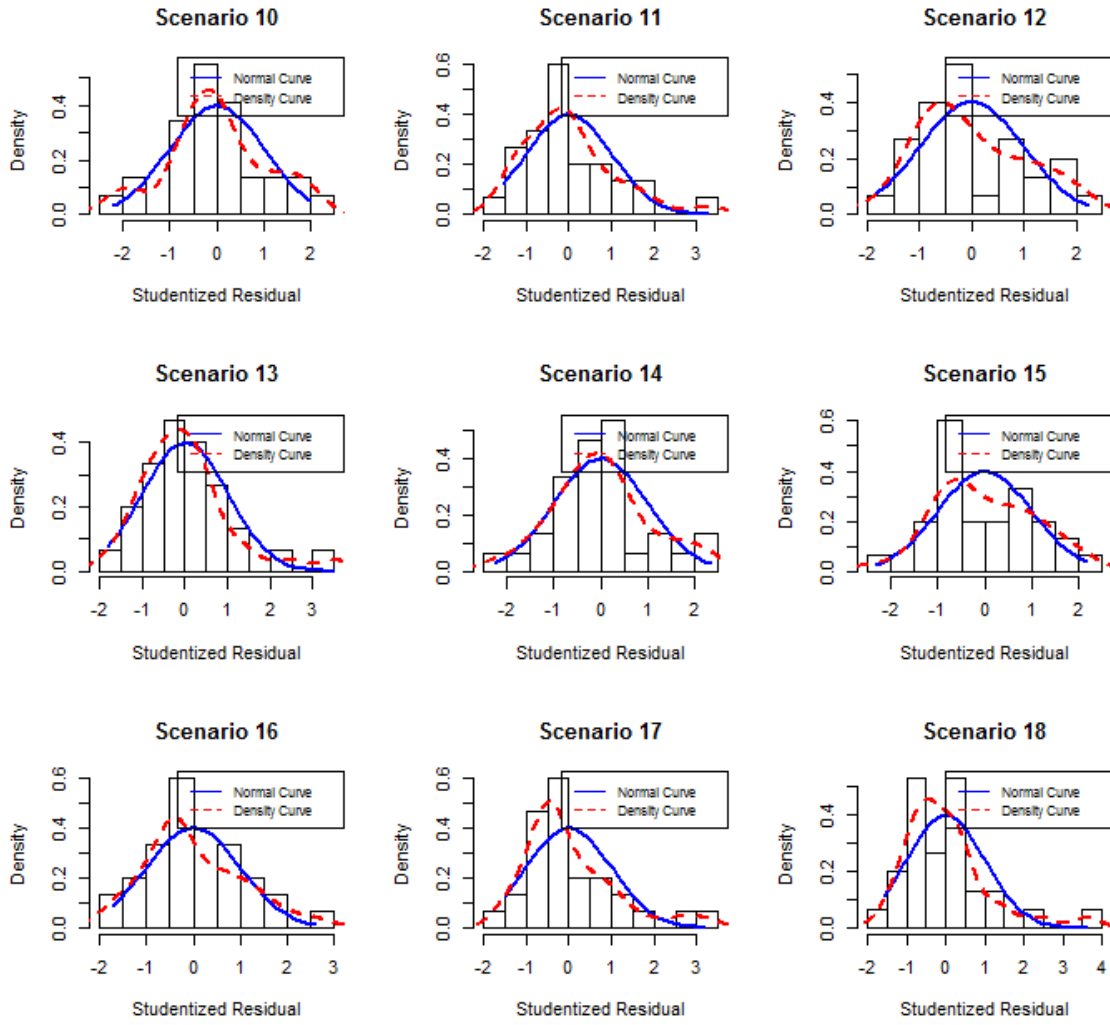 Scenario 10
Normal Curve
Density Curve
Density
0.0 0.2 0.4
-2 -1 0 1 2
Studentized Residual
Scenario 11
Normal Curve
Density Curve
Density
0.0 0.2 0.4 0.6
-2 -1 0 1 2 3
Studentized Residual
Scenario 12
Normal Curve
Density Curve
Density
0.0 0.2 0.4
-2 -1 0 1 2
Studentized Residual
Scenario 13
Normal Curve
Density Curve
Density
0.0 0.2 0.4
-2 -1 0 1 2 3
Studentized Residual
Scenario 14
Normal Curve
Density Curve
Density
0.0 0.2 0.4
-2 -1 0 1 2
Studentized Residual
Scenario 15
Normal Curve
Density Curve
Density
0.0 0.2 0.4 0.6
-2 -1 0 1 2
Studentized Residual
Scenario 16
Normal Curve
Density Curve
Density
0.0 0.2 0.4 0.6
-2 -1 0 1 2 3
Studentized Residual
Scenario 17
Normal Curve
Density Curve
Density
0.0 0.2 0.4 0.6
-2 -1 0 1 2 3
Studentized Residual
Scenario 18
Normal Curve
Density Curve
Density
0.0 0.2 0.4
-2 -1 0 1 2 3 4
Studentized Residual